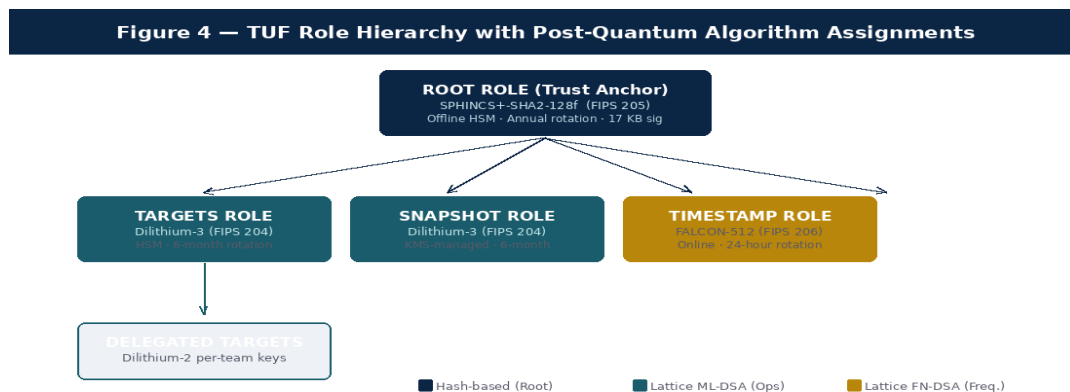 Figure 4 — TUF Role Hierarchy with Post-Quantum Algorithm Assignments
ROOT ROLE (Trust Anchor)
SPHINCS+-SHA2-128f (FIPS 205)
Offline HSM · Annual rotation · 17 KB sig
TARGETS ROLE
Dilithium-3 (FIPS 204)
HSM · 6-month rotation
SNAPSHOT ROLE
Dilithium-3 (FIPS 204)
KMS-managed · 6-month
TIMESTAMP ROLE
FALCON-512 (FIPS 206)
Online · 24-hour rotation
DELEGATED TARGETS
Dilithium-2 per-team keys
Hash-based (Root)
Lattice ML-DSA (Ops)
Lattice FN-DSA (Freq.)